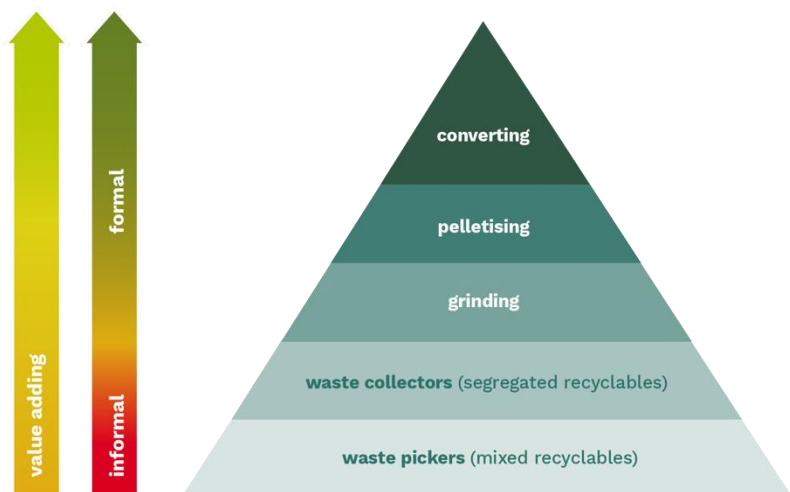 converting
pelletising
grinding
waste collectors (segregated recyclables)
waste pickers (mixed recyclables)
value adding
formal
informal